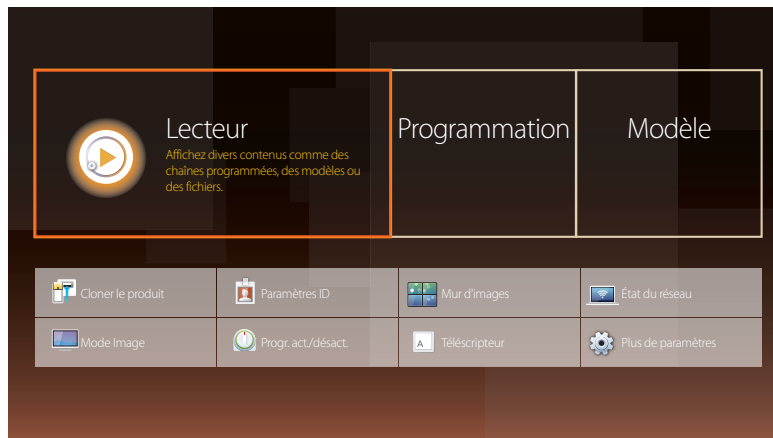 Lecteur
Affichez divers contenus comme des
chaînes programmées, des modèles ou
des fichiers.
Programmation
Modèle
Cloner le produit
Paramètres ID
Mur d'images
État du réseau
Mode Image
Progr. act./désact.
A
Téléscripteur
Plus de paramètres